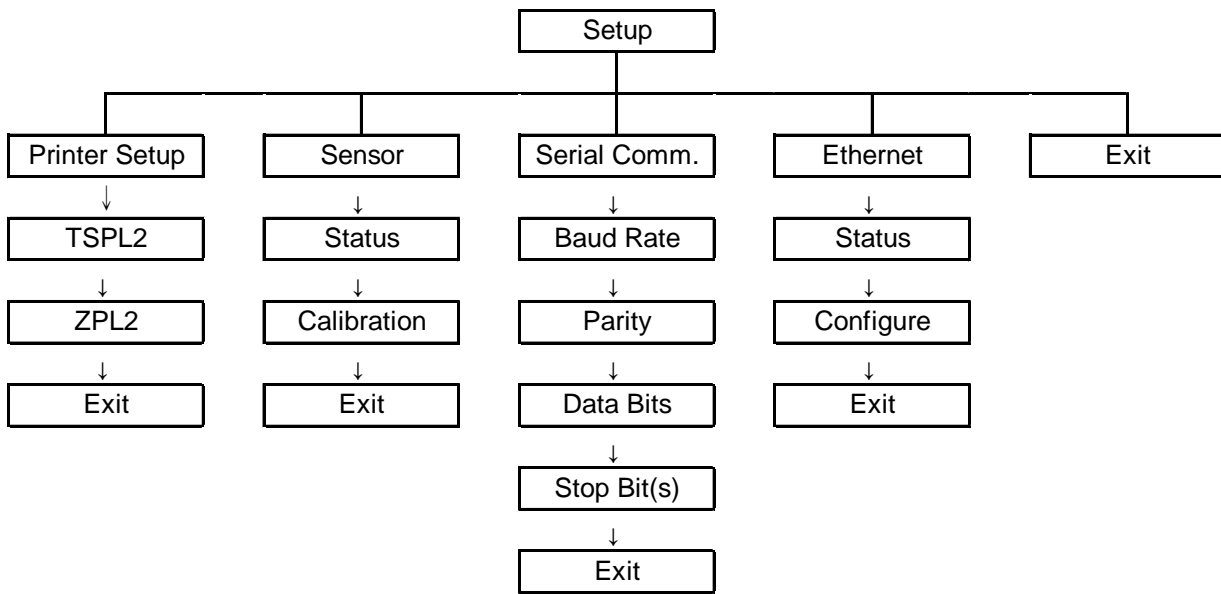 Setup
Printer Setup
Sensor
Serial Comm.
Ethernet
Exit
TSPL2
Status
Baud Rate
Status
ZPL2
Calibration
Parity
Configure
Exit
Exit
Data Bits
Exit
Stop Bit(s)
Exit